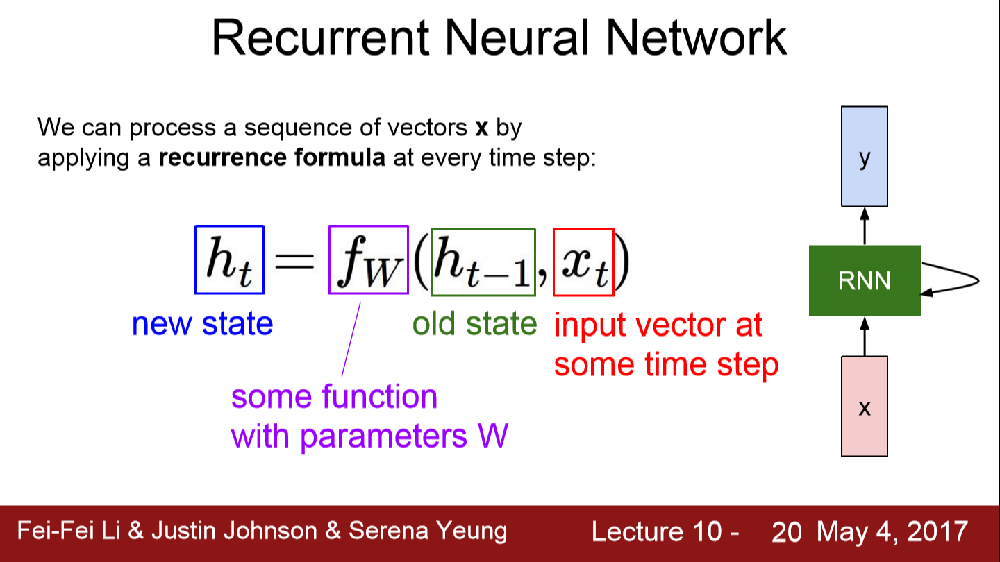 Recurrent Neural Network
We can process a sequence of vectors x by
applying a recurrence formula at every time step:
h_t = f_W(h_{t-1}, x_t)
new state
old state
input vector at
some time step
some function
with parameters W
y
RNN
x
Fei-Fei Li & Justin Johnson & Serena Yeung
Lecture 10 - 20 May 4, 2017